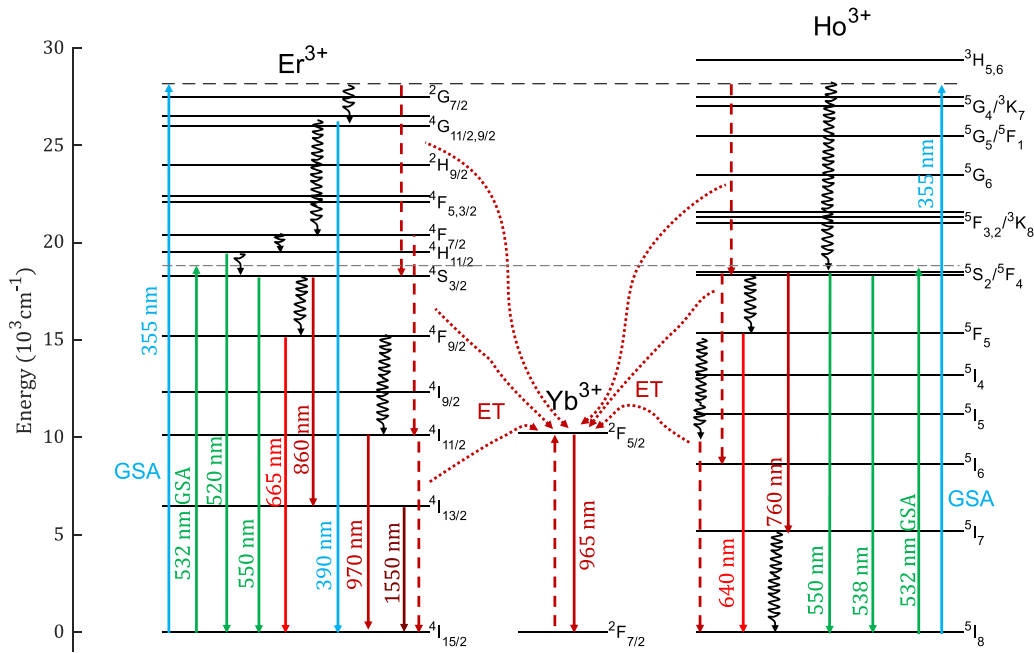 Energy (10³cm⁻¹)
30
25
20
15
10
5
0
Er³⁺
²G₇/₂
⁴G₁₁/₂,₉/₂
²H₉/₂
⁴F₅,₃/₂
⁴F₇/₂
⁴H₁₁/₂
⁴S₃/₂
⁴F₉/₂
⁴I₉/₂
⁴I₁₁/₂
⁴I₁₃/₂
⁴I₁₅/₂
355 nm
GSA
532 nm GSA
520 nm
550 nm
665 nm
860 nm
390 nm
970 nm
1550 nm
ET
Yb³⁺
²F₅/₂
965 nm
²F₇/₂
ET
Ho³⁺
³H₅,₆
⁵G₄/³K₇
⁵G₅/⁵F₁
⁵G₆
⁵F₃,₂/³K₈
⁵S₂/⁵F₄
⁵F₅
⁵I₄
⁵I₅
⁵I₆
⁵I₇
⁵I₈
640 nm
760 nm
550 nm
538 nm
532 nm GSA
355 nm
GSA